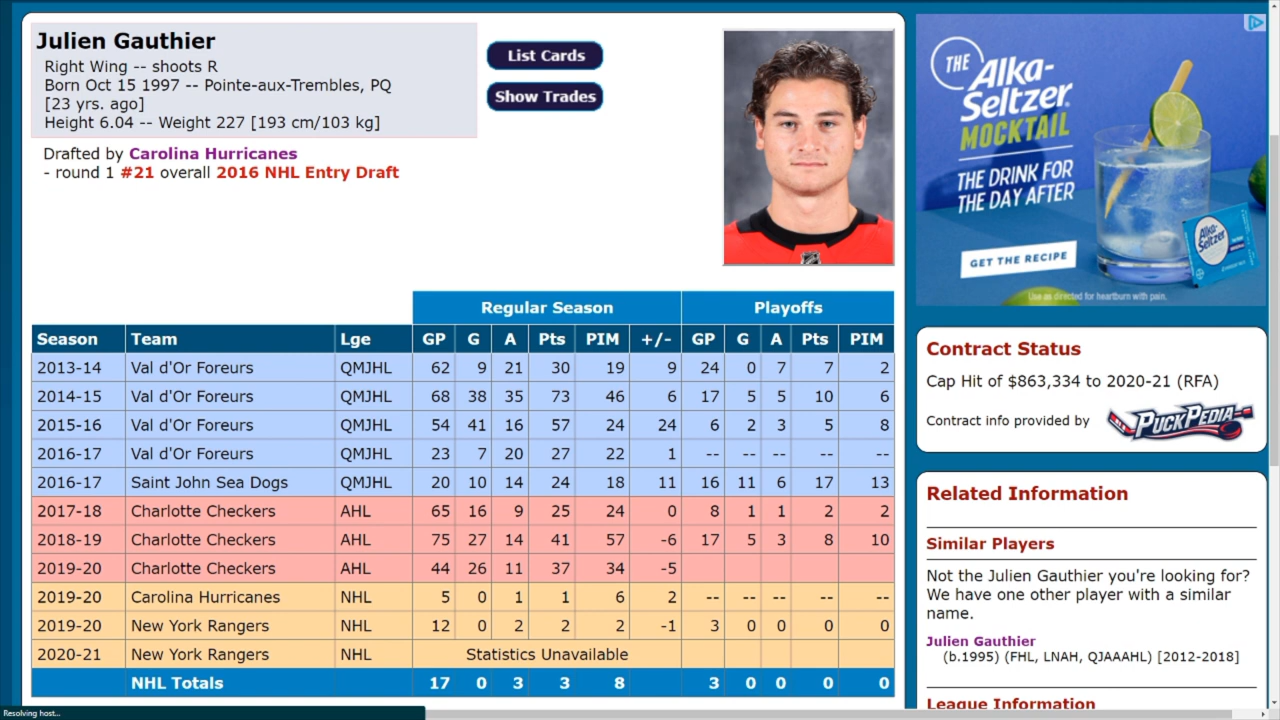 Julien Gauthier
Right Wing -- shoots R
Born Oct 15 1997 -- Pointe-aux-Trembles, PQ
[23 yrs. ago]
Height 6.04 -- Weight 227 [193 cm/103 kg]
Drafted by Carolina Hurricanes
- round 1 #21 overall 2016 NHL Entry Draft
List Cards
Show Trades
Regular Season Playoffs
Season Team Lge GP G A Pts PIM +/- GP G A Pts PIM
2013-14 Val d'Or Foreurs QMJHL 62 9 21 30 19 9 24 0 7 7 2
2014-15 Val d'Or Foreurs QMJHL 68 38 35 73 46 6 17 5 5 10 6
2015-16 Val d'Or Foreurs QMJHL 54 41 16 57 24 24 6 2 3 5 8
2016-17 Val d'Or Foreurs QMJHL 23 7 20 27 22 1 -- -- -- -- --
2016-17 Saint John Sea Dogs QMJHL 20 10 14 24 18 11 16 11 6 17 13
2017-18 Charlotte Checkers AHL 65 16 9 25 24 0 8 1 1 2 2
2018-19 Charlotte Checkers AHL 75 27 14 41 57 -6 17 5 3 8 10
2019-20 Charlotte Checkers AHL 44 26 11 37 34 -5
2019-20 Carolina Hurricanes NHL 5 0 1 1 6 2 -- -- -- -- --
2019-20 New York Rangers NHL 12 0 2 2 2 -1 3 0 0 0 0
2020-21 New York Rangers NHL Statistics Unavailable
NHL Totals 17 0 3 3 8 3 0 0 0 0
THE
Alka-
Seltzer
MOCKTAIL
THE DRINK FOR
THE DAY AFTER
GET THE RECIPE
Alka-
Seltzer
Use as directed for heartburn with pain.
Contract Status
Cap Hit of $863,334 to 2020-21 (RFA)
Contract info provided by PUCKPEDIA
Related Information
Similar Players
Not the Julien Gauthier you're looking for?
We have one other player with a similar
name.
Julien Gauthier
(b.1995) (FHL, LNAH, QJAAAHL) [2012-2018]
League Information
Resolving host...